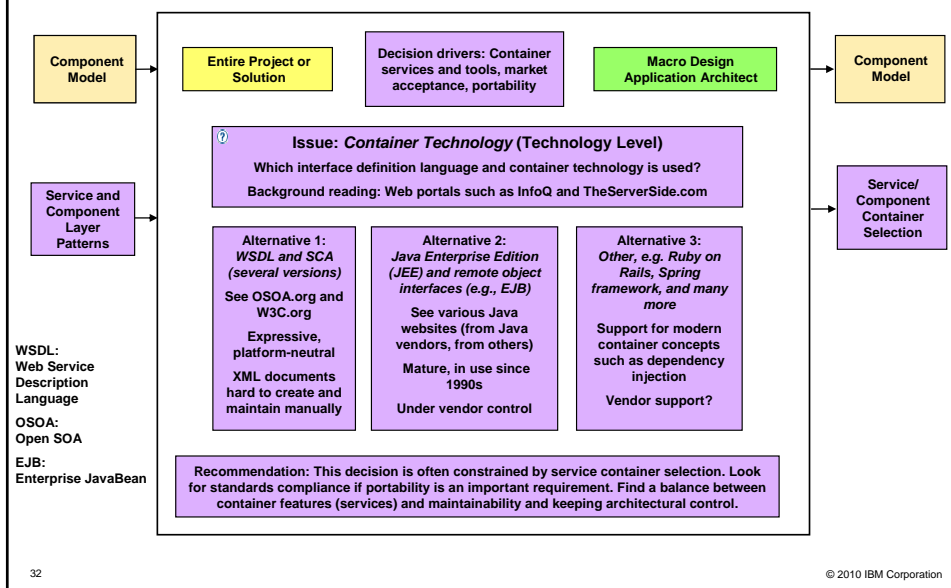 Component
Model
Entire Project or
Solution
Decision drivers: Container
services and tools, market
acceptance, portability
Macro Design
Application Architect
Component
Model
?
Issue: Container Technology (Technology Level)
Which interface definition language and container technology is used?
Background reading: Web portals such as InfoQ and TheServerSide.com
Service and
Component
Layer
Patterns
Service/
Component
Container
Selection
Alternative 1:
WSDL and SCA
(several versions)
See OSOA.org and
W3C.org
Expressive,
platform-neutral
XML documents
hard to create and
maintain manually
Alternative 2:
Java Enterprise Edition
(JEE) and remote object
interfaces (e.g., EJB)
See various Java
websites (from Java
vendors, from others)
Mature, in use since
1990s
Under vendor control
Alternative 3:
Other, e.g. Ruby on
Rails, Spring
framework, and many
more
Support for modern
container concepts
such as dependency
injection
Vendor support?
WSDL:
Web Service
Description
Language
OSOA:
Open SOA
EJB:
Enterprise JavaBean
Recommendation: This decision is often constrained by service container selection. Look
for standards compliance if portability is an important requirement. Find a balance between
container features (services) and maintainability and keeping architectural control.
32
© 2010 IBM Corporation